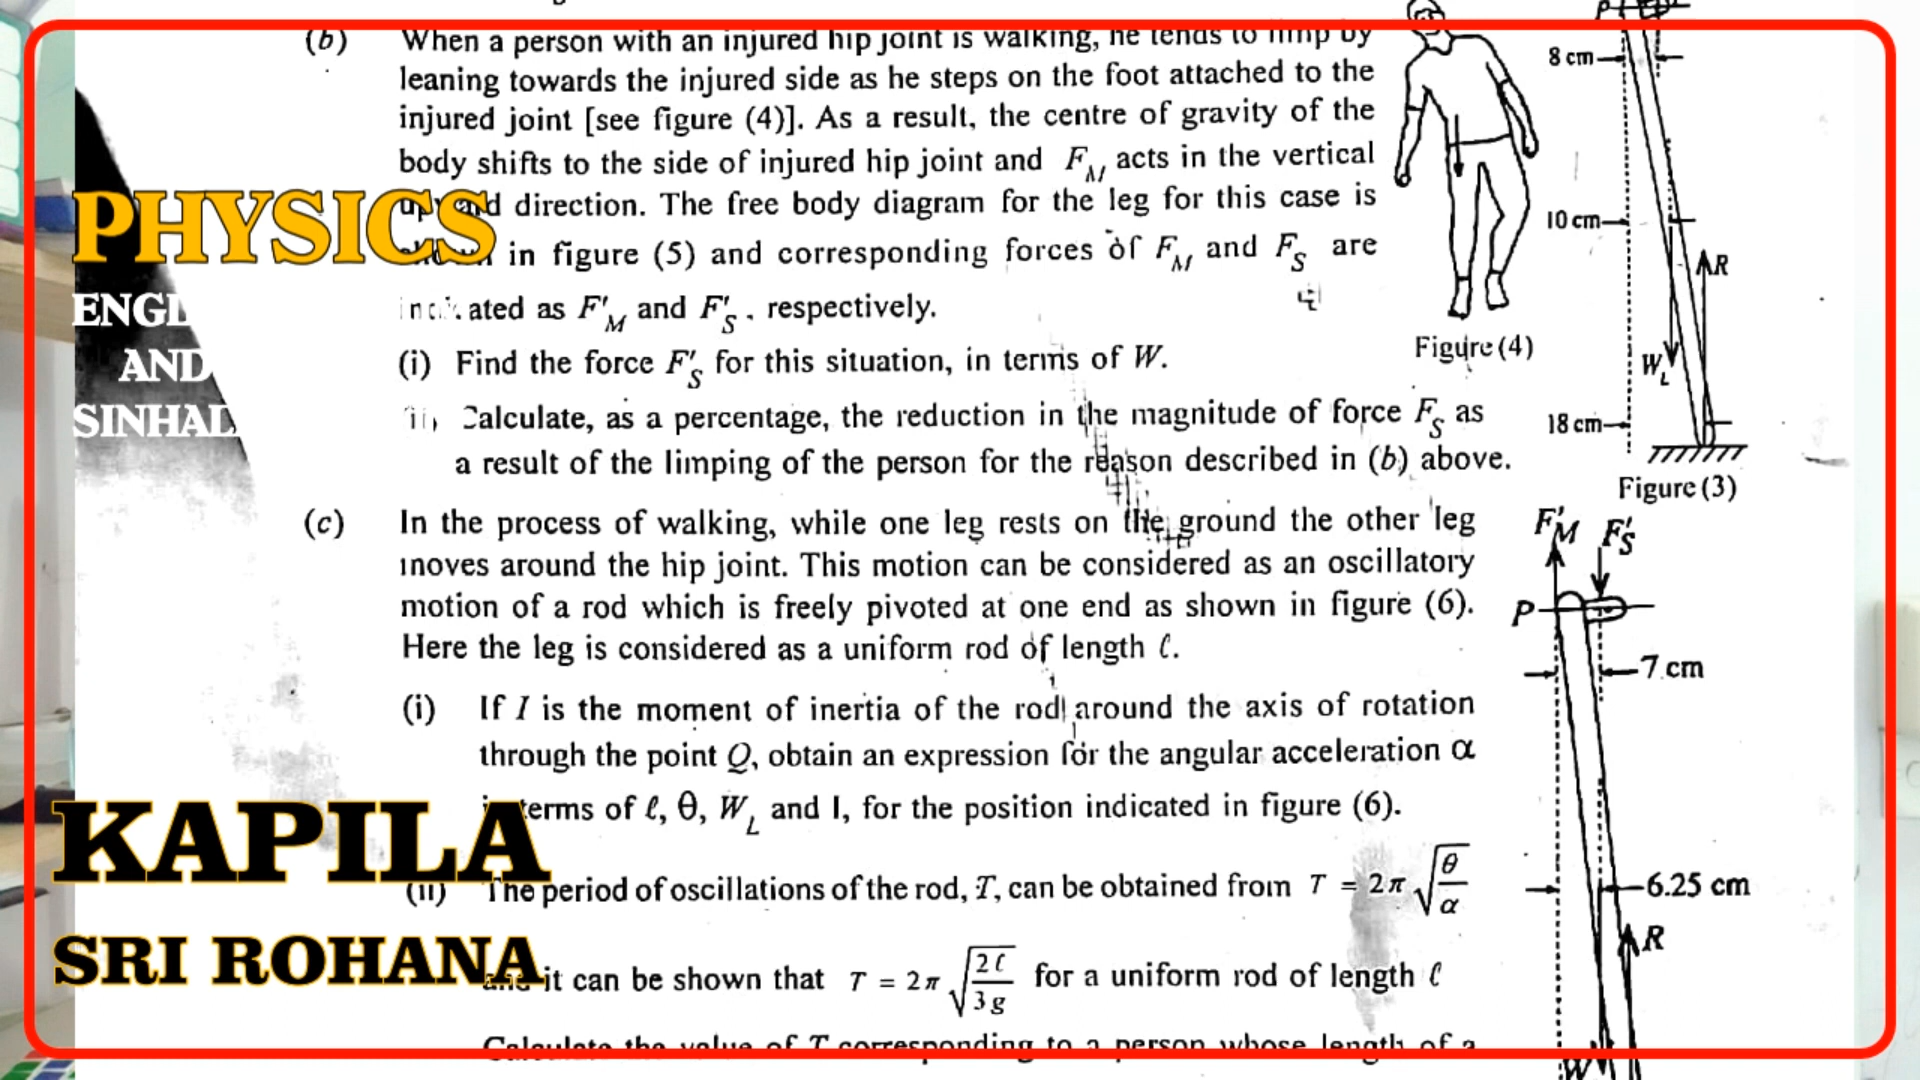 (b) When a person with an injured hip joint is walking, he tends to limp by
leaning towards the injured side as he steps on the foot attached to the
injured joint [see figure (4)]. As a result, the centre of gravity of the
body shifts to the side of injured hip joint and F_M acts in the vertical
direction. The free body diagram for the leg for this case is
in figure (5) and corresponding forces of F_M and F_S are
ated as F'_M and F'_S, respectively.
(i) Find the force F'_S for this situation, in terms of W.
Calculate, as a percentage, the reduction in the magnitude of force F_S as
a result of the limping of the person for the reason described in (b) above.
(c) In the process of walking, while one leg rests on the ground the other leg
moves around the hip joint. This motion can be considered as an oscillatory
motion of a rod which is freely pivoted at one end as shown in figure (6).
Here the leg is considered as a uniform rod of length ℓ.
(i) If I is the moment of inertia of the rod around the axis of rotation
through the point Q, obtain an expression for the angular acceleration α
terms of ℓ, θ, W_L and I, for the position indicated in figure (6).
(ii) The period of oscillations of the rod, T, can be obtained from T = 2π √(θ/α)
it can be shown that T = 2π √(2ℓ/3g) for a uniform rod of length ℓ
Calculate the value of T corresponding to a person whose length of a
PHYSICS
ENGL
AND
SINHAL
KAPILA
SRI ROHANA
Figure (4)
P
8 cm
10 cm
R
W_L
18 cm
Figure (3)
F'_M F'_S
P
7 cm
6.25 cm
R
W